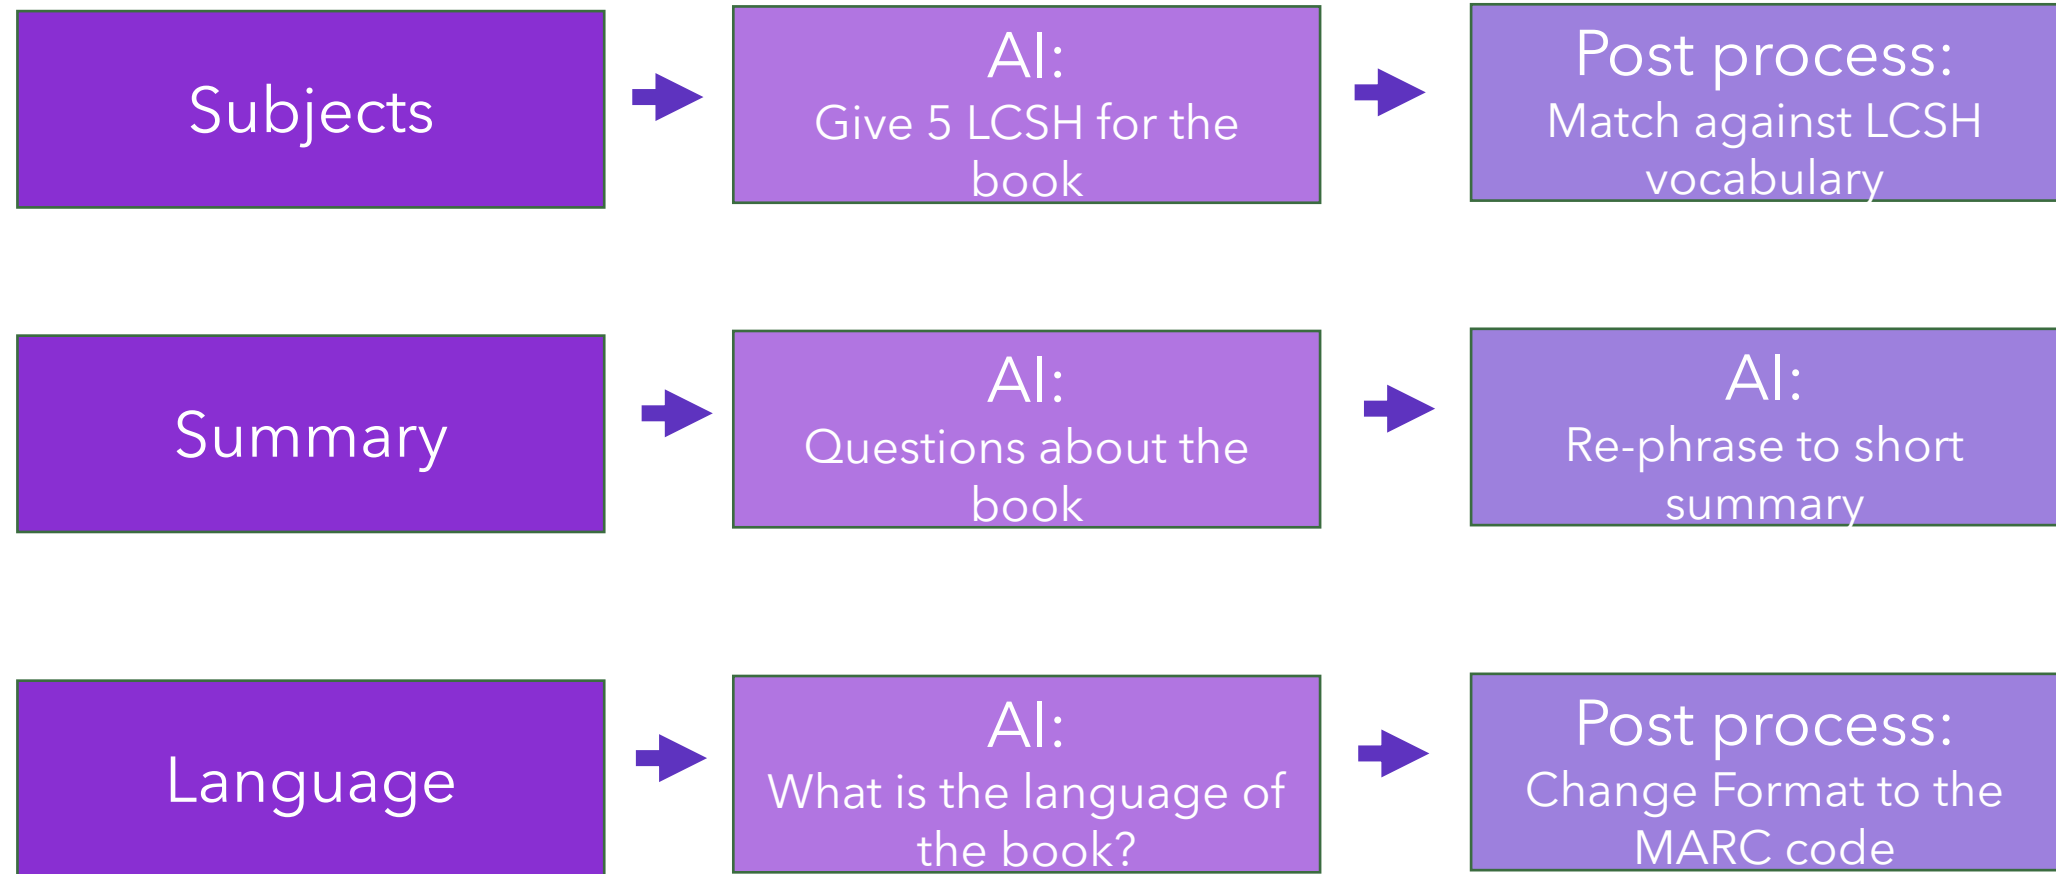 Subjects
AI:
Give 5 LCSH for the
book
Post process:
Match against LCSH
vocabulary
Summary
AI:
Questions about the
book
AI:
Re-phrase to short
summary
Language
AI:
What is the language of
the book?
Post process:
Change Format to the
MARC code